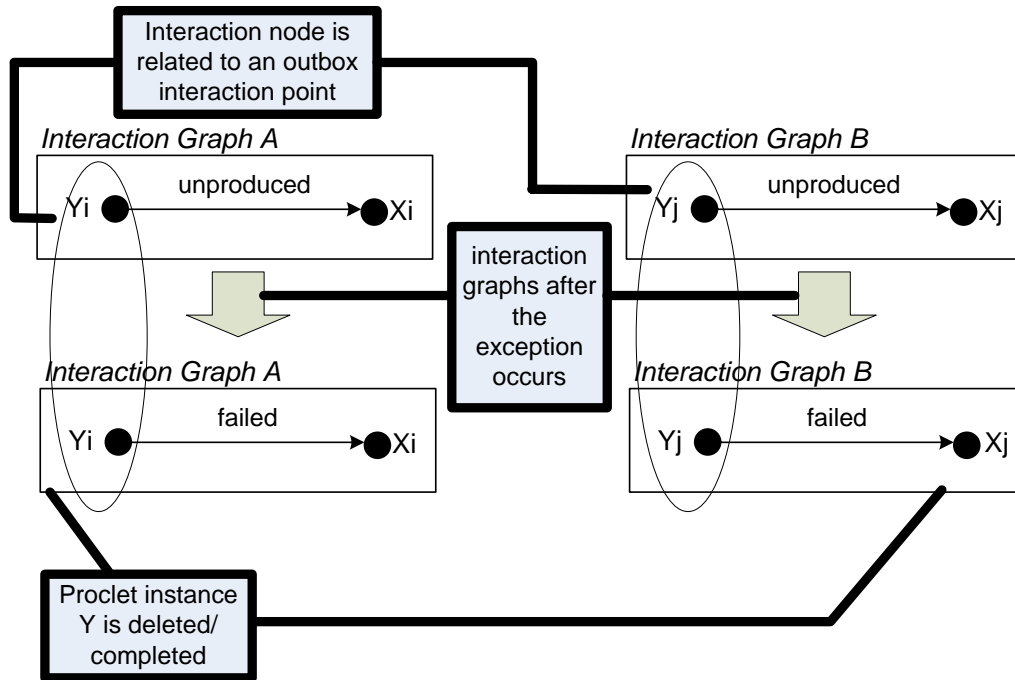 Interaction node is
related to an outbox
interaction point
Interaction Graph A
Yi
unproduced
Xi
Interaction Graph B
Yj
unproduced
Xj
interaction
graphs after
the
exception
occurs
Interaction Graph A
Yi
failed
Xi
Interaction Graph B
Yj
failed
Xj
Proclet instance
Y is deleted/
completed